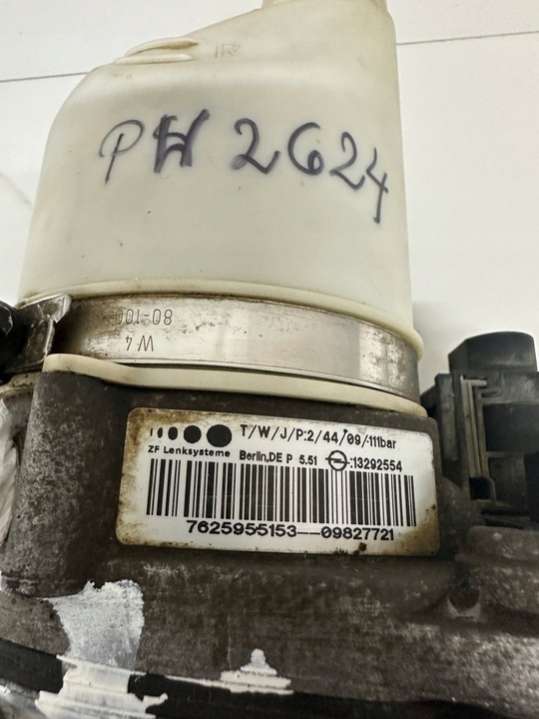 PH 2624
80-100
W4
T/W/J/P:2/44/09/111bar
ZF Lenksysteme Berlin,DE P 5.51 :13292554
7625955153--09827721